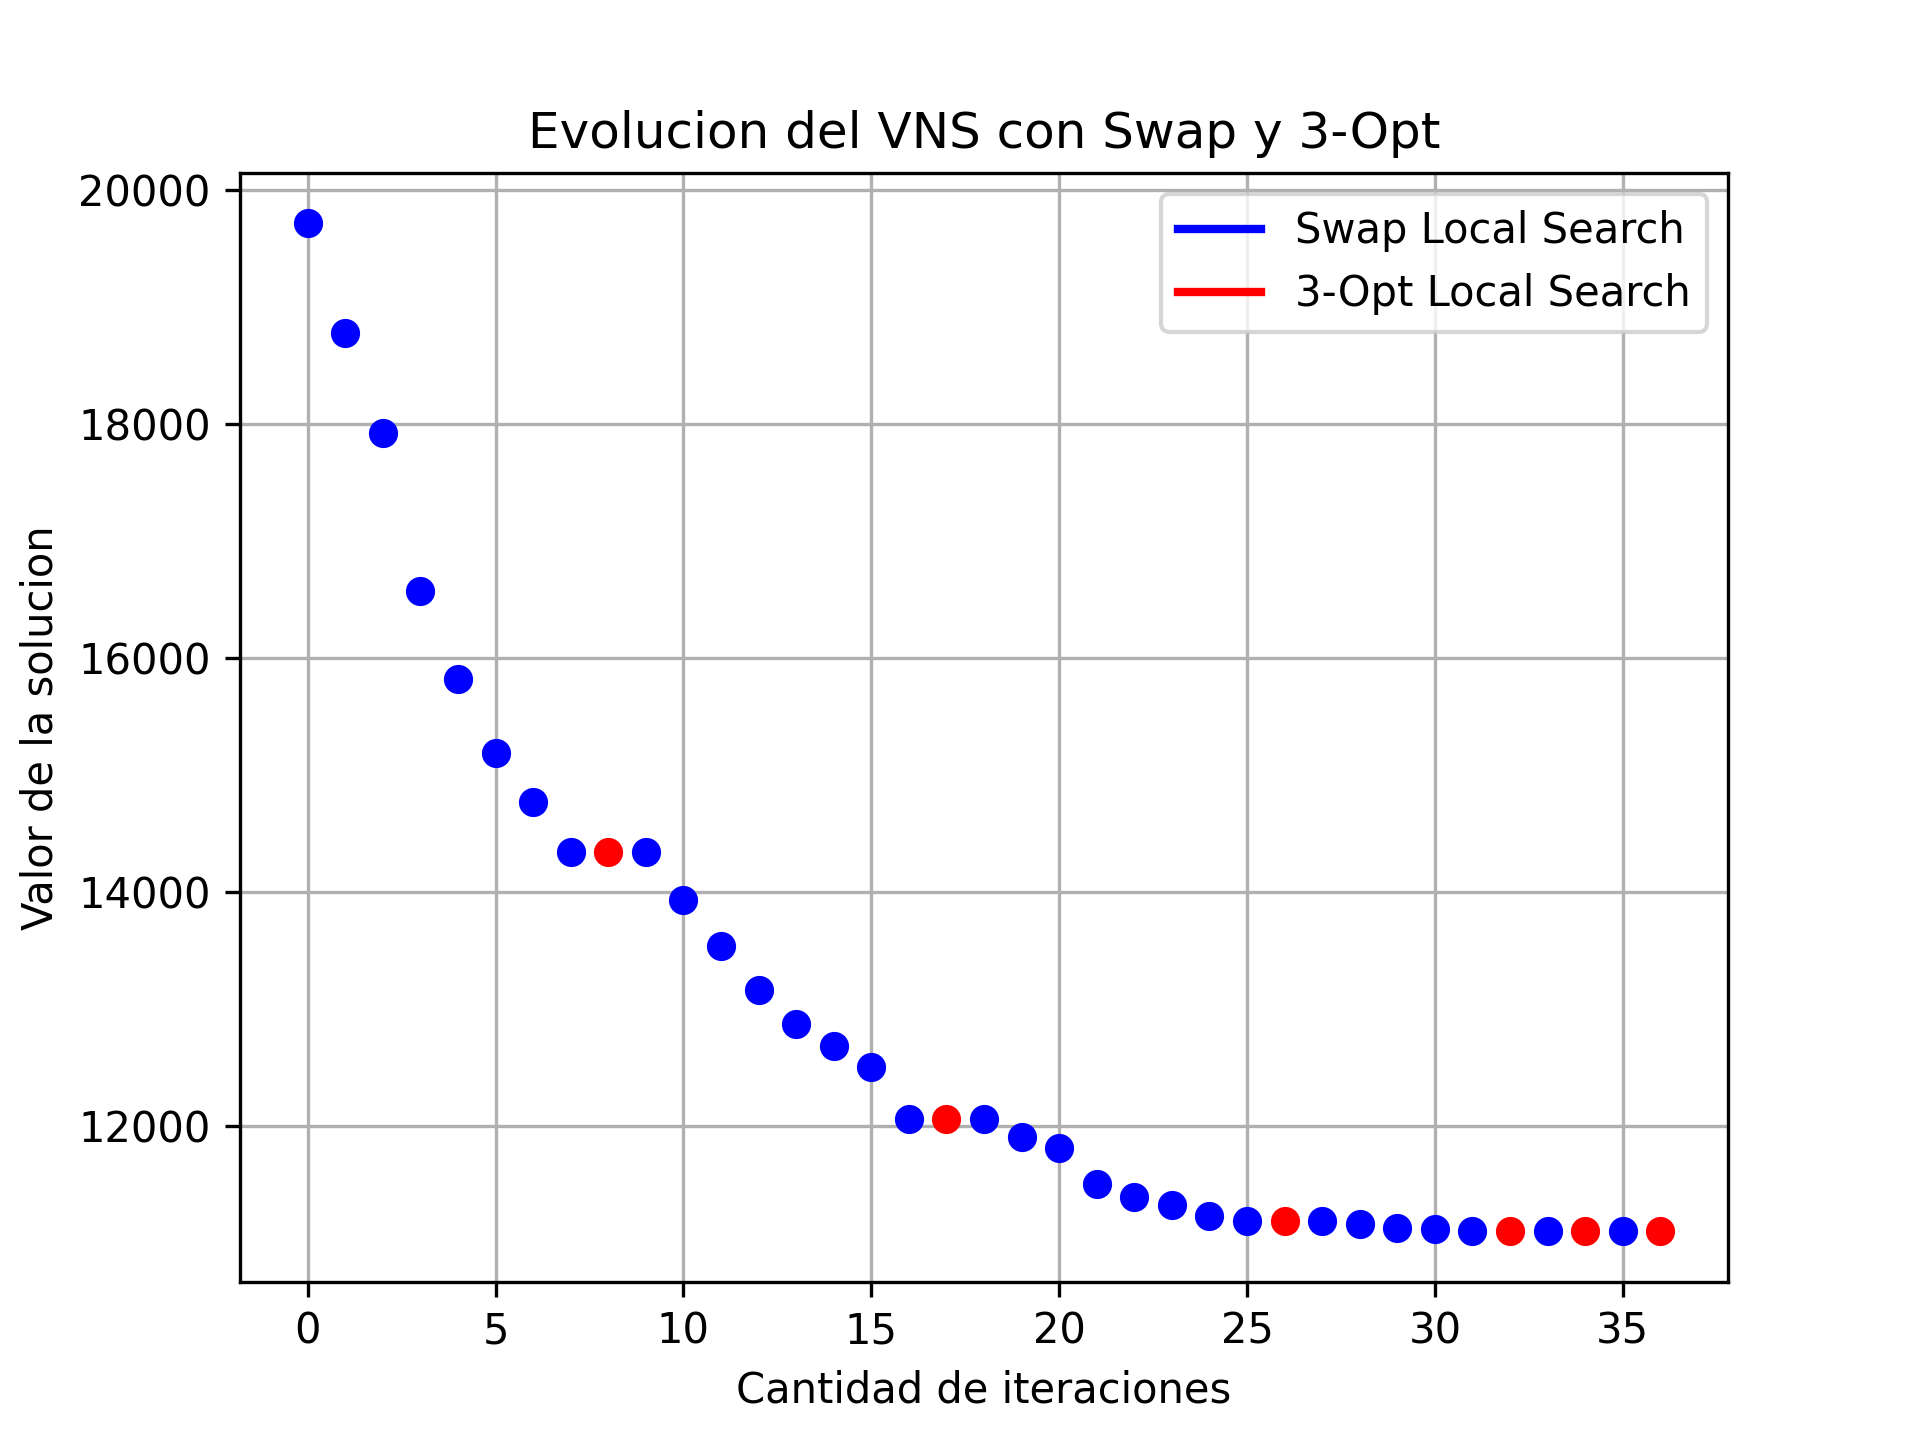 Evolucion del VNS con Swap y 3-Opt
Swap Local Search
3-Opt Local Search
Valor de la solucion
20000
18000
16000
14000
12000
0 5 10 15 20 25 30 35
Cantidad de iteraciones